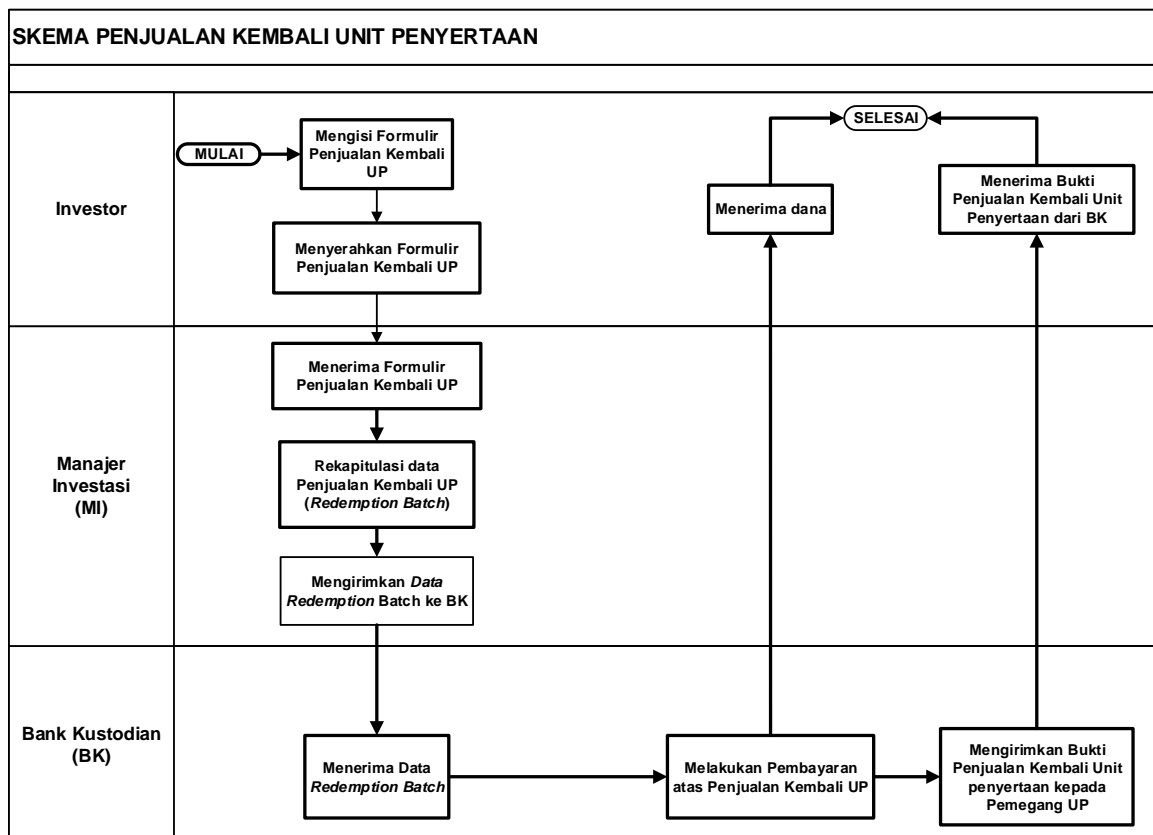 SKEMA PENJUALAN KEMBALI UNIT PENYERTAAN
Investor
MULAI
Mengisi Formulir
Penjualan Kembali
UP
Menyerahkan Formulir
Penjualan Kembali UP
SELESAI
Menerima dana
Menerima Bukti
Penjualan Kembali Unit
Penyertaan dari BK
Manajer
Investasi
(MI)
Menerima Formulir
Penjualan Kembali UP
Rekapitulasi data
Penjualan Kembali UP
(Redemption Batch)
Mengirimkan Data
Redemption Batch ke BK
Bank Kustodian
(BK)
Menerima Data
Redemption Batch
Melakukan Pembayaran
atas Penjualan Kembali UP
Mengirimkan Bukti
Penjualan Kembali Unit
penyertaan kepada
Pemegang UP